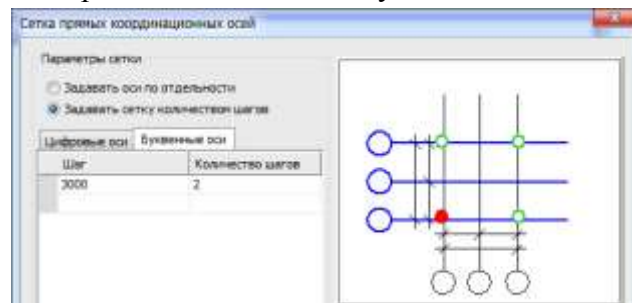 Сетка прямых координационных осей
Параметры сетки
Задавать оси по отдельности
Задавать сетку количеством шагов
Цифровые оси Буквенные оси
Шаг Количество шагов
3000 2